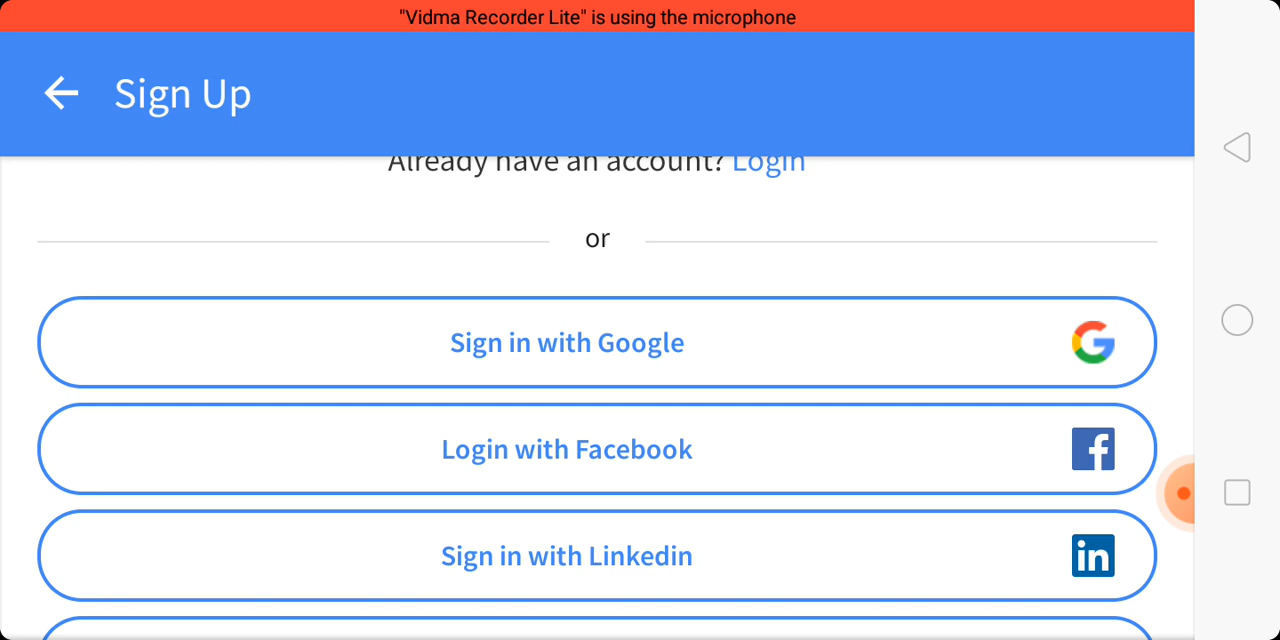 "Vidma Recorder Lite" is using the microphone
Sign Up
Already have an account? Login
or
Sign in with Google
Login with Facebook
Sign in with Linkedin